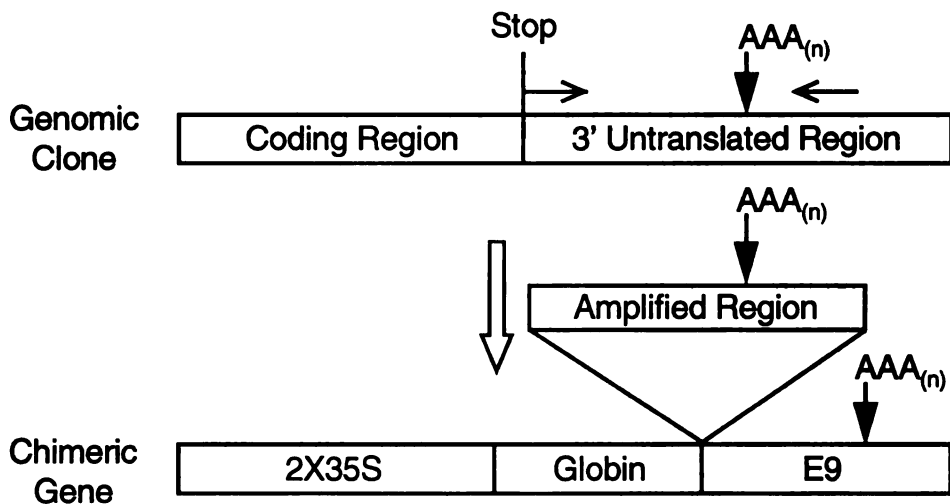 Stop
AAA(n)
Genomic
Clone
Coding Region
3' Untranslated Region
AAA(n)
Amplified Region
AAA(n)
Chimeric
Gene
2X35S
Globin
E9